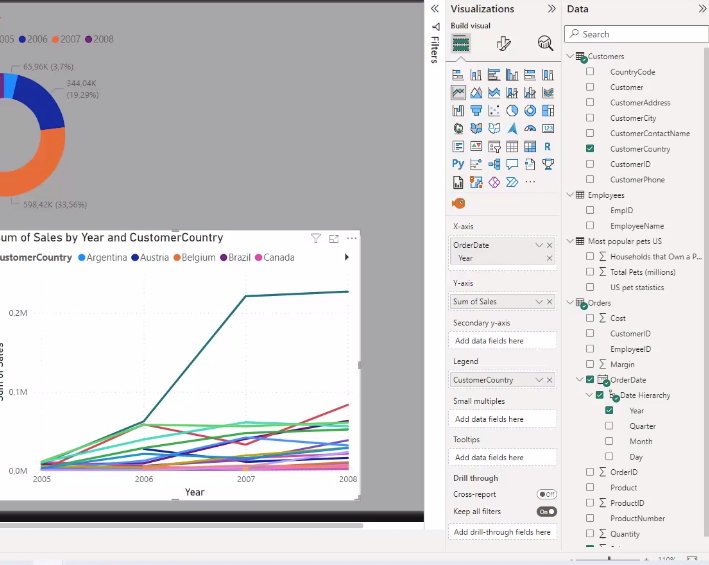 005 2006 2007 2008
65,96K (3,7%)
344,04K
(19,29%)
598,42K (33,56%)
um of Sales by Year and CustomerCountry
ustomerCountry Argentina Austria Belgium Brazil Canada
0.2M
0.1M
0.0M
Sum of Sales
2005 2006 2007 2008
Year
Filters
Visualizations
Build visual
123
R
Py
X-axis
OrderDate
Year
Y-axis
Sum of Sales
Secondary y-axis
Add data fields here
Legend
CustomerCountry
Small multiples
Add data fields here
Tooltips
Add data fields here
Drill through
Cross-report
Off
Keep all filters
On
Add drill-through fields here
Data
Search
Customers
CountryCode
Customer
CustomerAddress
CustomerCity
CustomerContactName
CustomerCountry
CustomerID
CustomerPhone
Employees
EmpID
EmployeeName
Most popular pets US
Households that Own a P...
Total Pets (millions)
US pet statistics
Orders
Cost
CustomerID
EmployeeID
Margin
OrderDate
Date Hierarchy
Year
Quarter
Month
Day
OrderID
Product
ProductID
ProductNumber
Quantity
110%